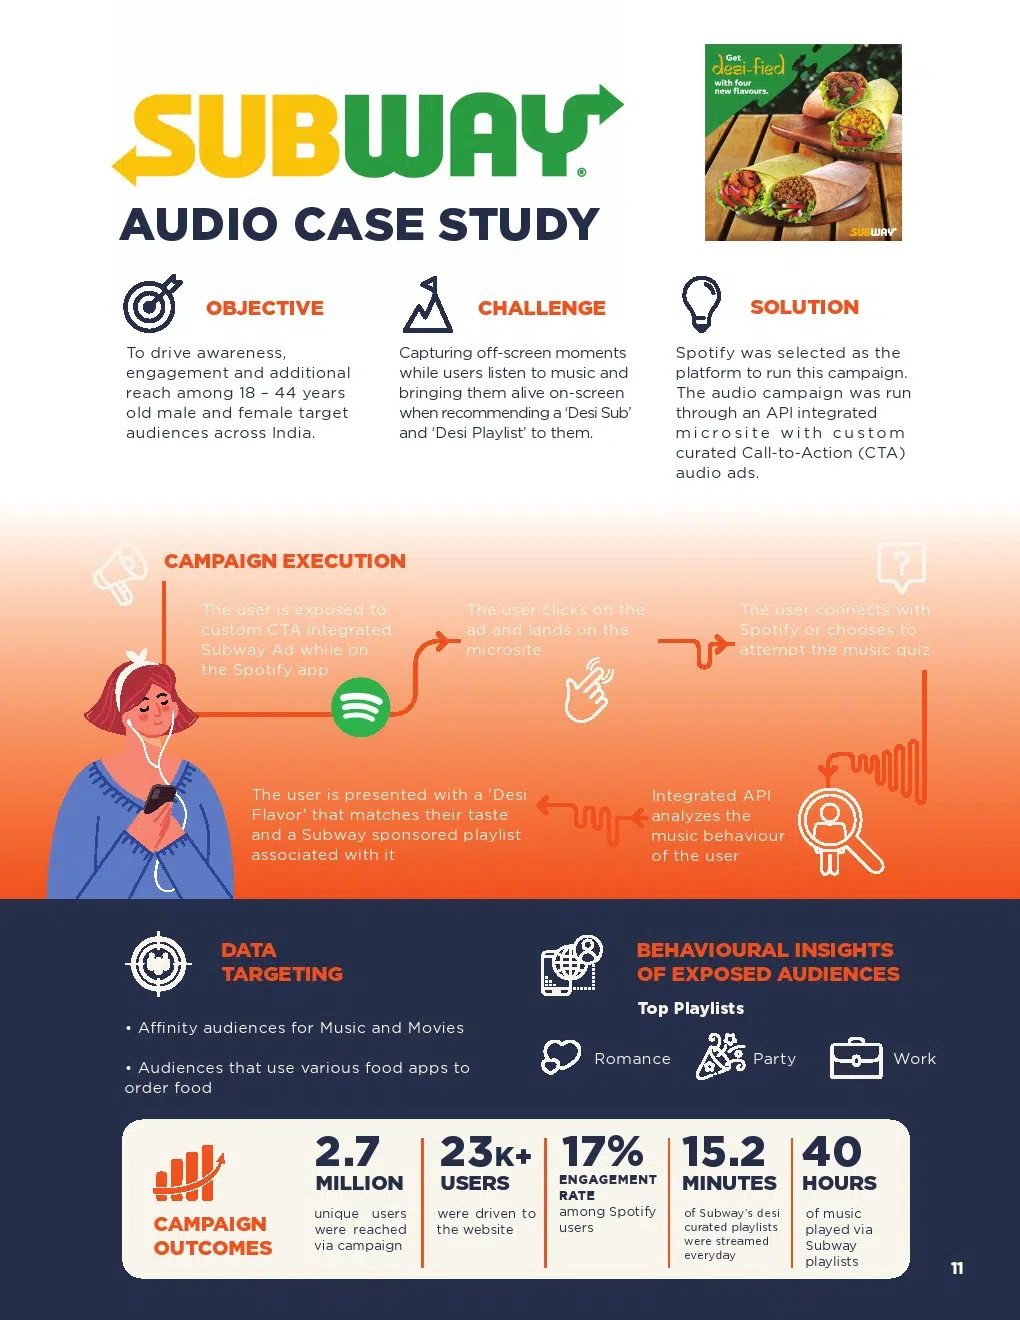 Get
desi-fied
with four
new flavours.
SUBWAY
SUBWAY®
AUDIO CASE STUDY
OBJECTIVE
To drive awareness,
engagement and additional
reach among 18 – 44 years
old male and female target
audiences across India.
CHALLENGE
Capturing off-screen moments
while users listen to music and
bringing them alive on-screen
when recommending a ‘Desi Sub’
and ‘Desi Playlist’ to them.
SOLUTION
Spotify was selected as the
platform to run this campaign.
The audio campaign was run
through an API integrated
microsite with custom
curated Call-to-Action (CTA)
audio ads.
CAMPAIGN EXECUTION
?
The user is exposed to
custom CTA integrated
Subway Ad while on
the Spotify app
The user clicks on the
ad and lands on the
microsite
The user connects with
Spotify or chooses to
attempt the music quiz
Integrated API
analyzes the
music behaviour
of the user
The user is presented with a 'Desi
Flavor' that matches their taste
and a Subway sponsored playlist
associated with it
DATA
TARGETING
• Affinity audiences for Music and Movies
• Audiences that use various food apps to
order food
BEHAVIOURAL INSIGHTS
OF EXPOSED AUDIENCES
Top Playlists
Romance
Party
Work
CAMPAIGN
OUTCOMES
2.7
MILLION
unique users
were reached
via campaign
23K+
USERS
were driven to
the website
17%
ENGAGEMENT
RATE
among Spotify
users
15.2
MINUTES
of Subway's desi
curated playlists
were streamed
everyday
40
HOURS
of music
played via
Subway
playlists
11